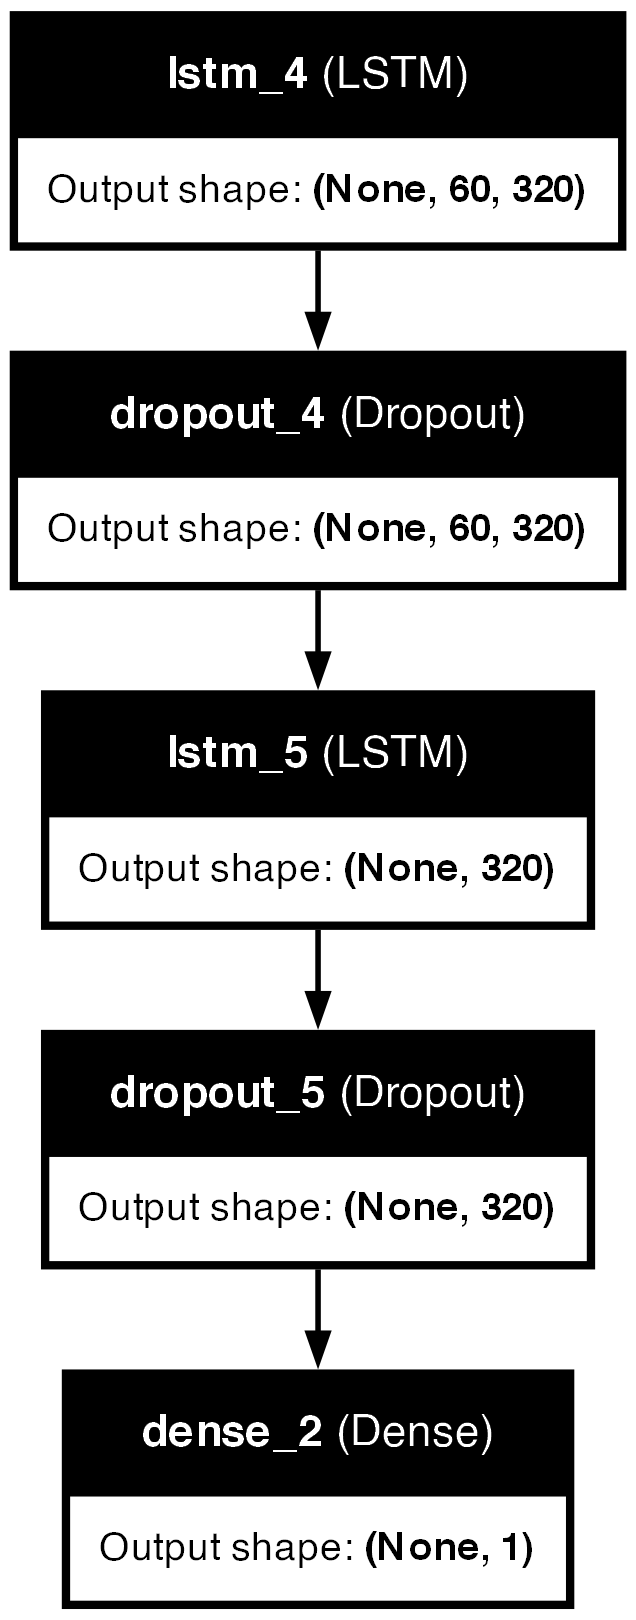 lstm_4 (LSTM)
Output shape: (None, 60, 320)
dropout_4 (Dropout)
Output shape: (None, 60, 320)
lstm_5 (LSTM)
Output shape: (None, 320)
dropout_5 (Dropout)
Output shape: (None, 320)
dense_2 (Dense)
Output shape: (None, 1)